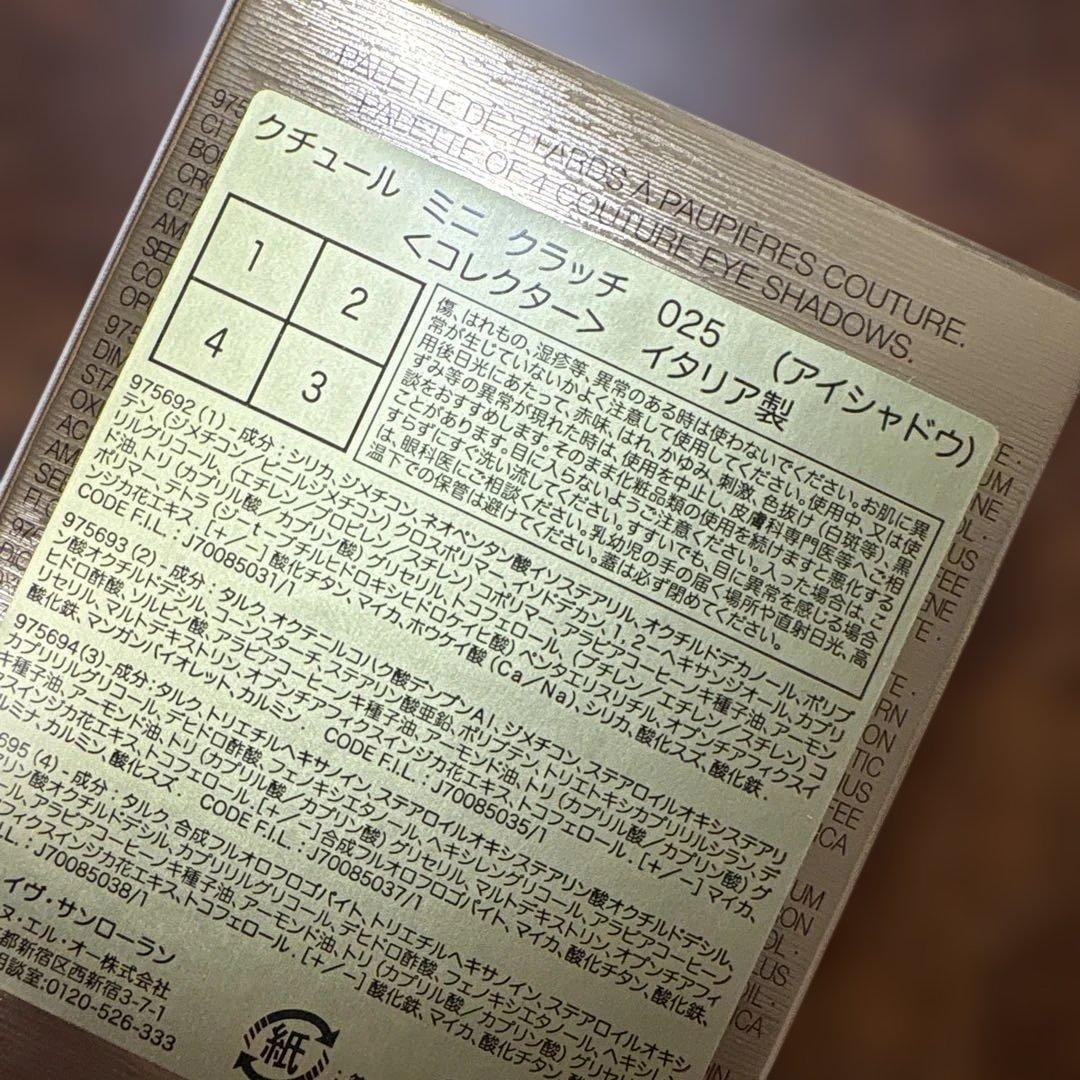 PALETTE DE 4 FARDS À PAUPIÈRES COUTURE.
PALETTE OF 4 COUTURE EYE SHADOWS.
クチュール ミニ クラッチ 025 (アイシャドウ)
<コレクター> イタリア製
1
2
4
3
傷、はれもの、湿疹等、異常のある時は使わないでください。お肌に異
常が生じていないかよく注意して使用してください。使用中、又は使
用後日光にあたって、赤味、はれ、かゆみ、刺激、色抜け(白斑等)、黒
ずみ等の異常が現れた時は、使用を中止し、皮膚科専門医等へご相
談をおすすめします。そのまま化粧品類の使用を続けますと悪化するこ
とがあります。目に入らないようご注意ください。入った場合は、こ
すらずにすぐ洗い流してください。すすいでも、目に異常を感じる場合
は、眼科医にご相談ください。乳幼児の手の届く場所や直射日光、高
温下での保管は避けてください。蓋は必ず閉めてください。
975692 (1) - 成分 : シリカ、ジメチコン、ネオペンタン酸イソステアリル、オクチルドデカノール、ポリブ
テン、(ジメチコン/ビニルジメチコン)クロスポリマー、イソドデカン、1,2-ヘキサンジオール、カプリ
リルグリコール、(エチレン/プロピレン/スチレン)コポリマー、アラビアコーヒーノキ種子油、アーモン
ド油、トリ(カプリル酸/カプリン酸)グリセリル、トコフェロール、(ブチレン/エチレン/スチレン)コ
ポリマー、テトラ(ジ-t-ブチルヒドロキシヒドロケイヒ酸)ペンタエリスリチル、オプンチアフィクスイ
ンジカ花エキス. [+/-] 酸化チタン、マイカ、ホウケイ酸(Ca/Na)、シリカ、酸化スズ、酸化鉄.
CODE F.I.L. : J70085031/1
975693 (2) - 成分 : タルク、オクテニルコハク酸デンプンAl、ジメチコン、ステアロイルオキシステアリ
ン酸オクチルドデシル、コーンスターチ、ステアリン酸亜鉛、ポリブテン、トリエトキシカプリリルシラン、デ
ヒドロ酢酸、ソルビン酸、アラビアコーヒーノキ種子油、アーモンド油、トリ(カプリル酸/カプリン酸)グ
リセリル、マルトデキストリン、オプンチアフィクスインジカ花エキス、トコフェロール. [+/-] マイカ、
酸化鉄、マンガンバイオレット、カルミン. CODE F.I.L. : J70085035/1
975694(3)- 成分 : タルク、トリエチルヘキサノイン、ステアロイルオキシステアリン酸オクチルドデシル、
カプリリルグリコール、デヒドロ酢酸、フェノキシエタノール、ヘキシレングリコール、アラビアコーヒーノ
キ種子油、アーモンド油、トリ(カプリル酸/カプリン酸)グリセリル、マルトデキストリン、オプンチアフィ
クスインジカ花エキス、トコフェロール. [+/-]合成フルオロフロゴパイト、マイカ、酸化チタン、酸化鉄、
ルミナ、カルミン、酸化スズ. CODE F.I.L. : J70085037/1
695 (4) - 成分 : タルク、合成フルオロフロゴパイト、トリエチルヘキサノイン、ステアロイルオキシ
アリン酸オクチルドデシル、カプリリルグリコール、デヒドロ酢酸、フェノキシエタノール、ヘキシレ
ル、アラビアコーヒーノキ種子油、アーモンド油、トリ(カプリル酸/カプリン酸)グリセリル
フィクスインジカ花エキス、トコフェロール. [+/-] 酸化鉄、マイカ、酸化チタン
.L. : J70085038/1
イヴ・サンローラン
ヌ・エル・オー株式会社
都新宿区西新宿3-7-1
相談室:0120-526-333
紙